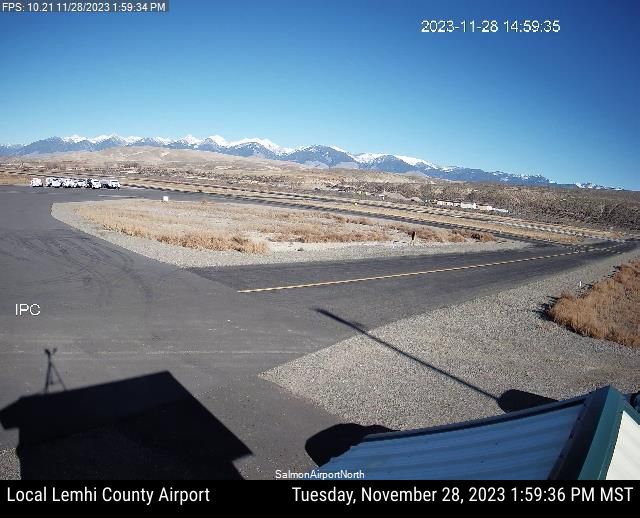 FPS: 10.21 11/28/2023 1:59:34 PM
2023-11-28 14:59:35
IPC
SalmonAirportNorth
Local Lemhi County Airport Tuesday, November 28, 2023 1:59:36 PM MST